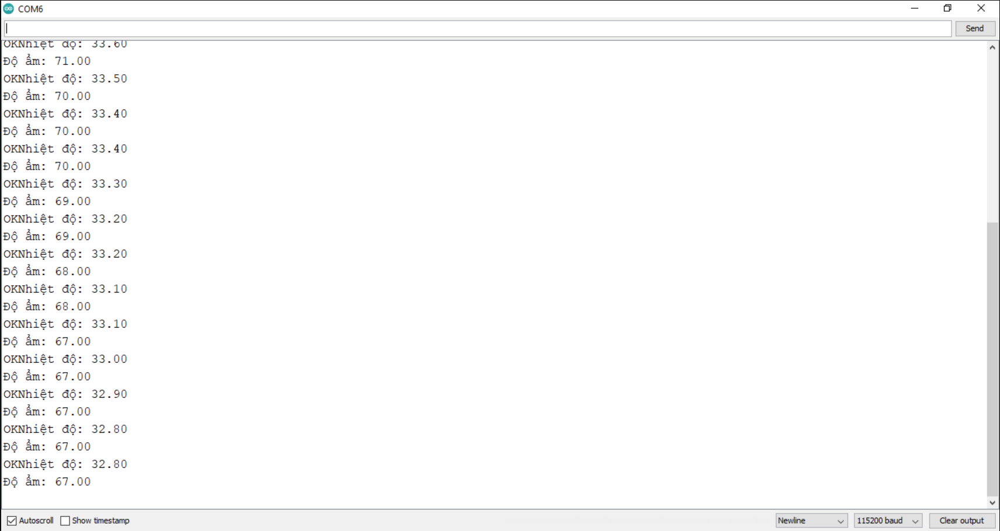 COM6
Send
OKNhiệt độ: 33.60
Độ ẩm: 71.00
OKNhiệt độ: 33.50
Độ ẩm: 70.00
OKNhiệt độ: 33.40
Độ ẩm: 70.00
OKNhiệt độ: 33.40
Độ ẩm: 70.00
OKNhiệt độ: 33.30
Độ ẩm: 69.00
OKNhiệt độ: 33.20
Độ ẩm: 69.00
OKNhiệt độ: 33.20
Độ ẩm: 68.00
OKNhiệt độ: 33.10
Độ ẩm: 68.00
OKNhiệt độ: 33.10
Độ ẩm: 67.00
OKNhiệt độ: 33.00
Độ ẩm: 67.00
OKNhiệt độ: 32.90
Độ ẩm: 67.00
OKNhiệt độ: 32.80
Độ ẩm: 67.00
OKNhiệt độ: 32.80
Độ ẩm: 67.00
Autoscroll Show timestamp Newline 115200 baud Clear output